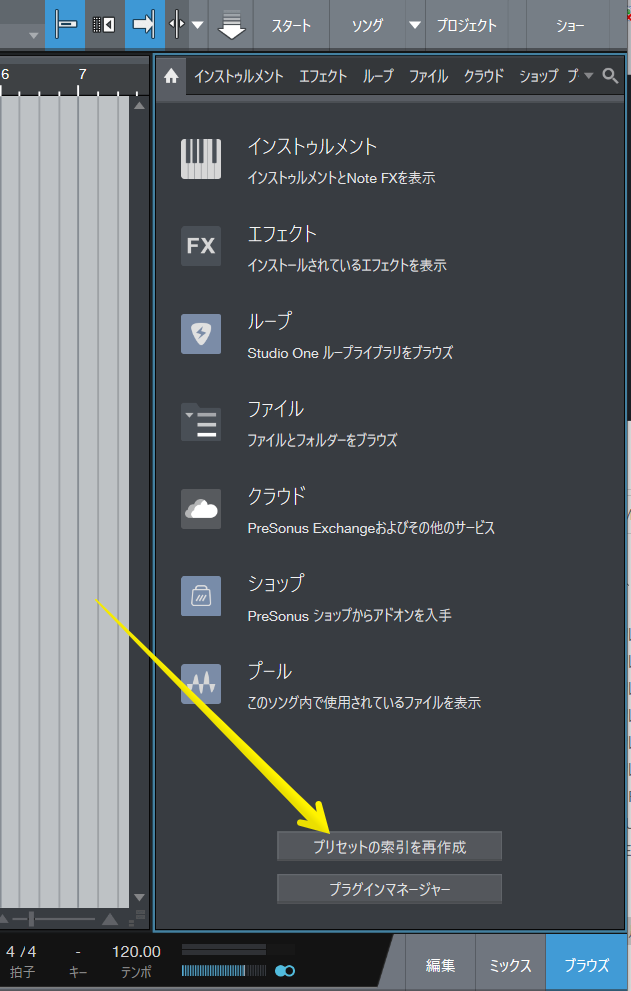 スタート ソング プロジェクト ショー
6 7
インストゥルメント エフェクト ループ ファイル クラウド ショップ プ
インストゥルメント
インストゥルメントとNote FXを表示
FX
エフェクト
インストールされているエフェクトを表示
ループ
Studio One ループライブラリをブラウズ
ファイル
ファイルとフォルダーをブラウズ
クラウド
PreSonus Exchangeおよびその他のサービス
ショップ
PreSonus ショップからアドオンを入手
プール
このソング内で使用されているファイルを表示
プリセットの索引を再作成
プラグインマネージャー
4 / 4 - 120.00
拍子 キー テンポ
編集 ミックス ブラウズ